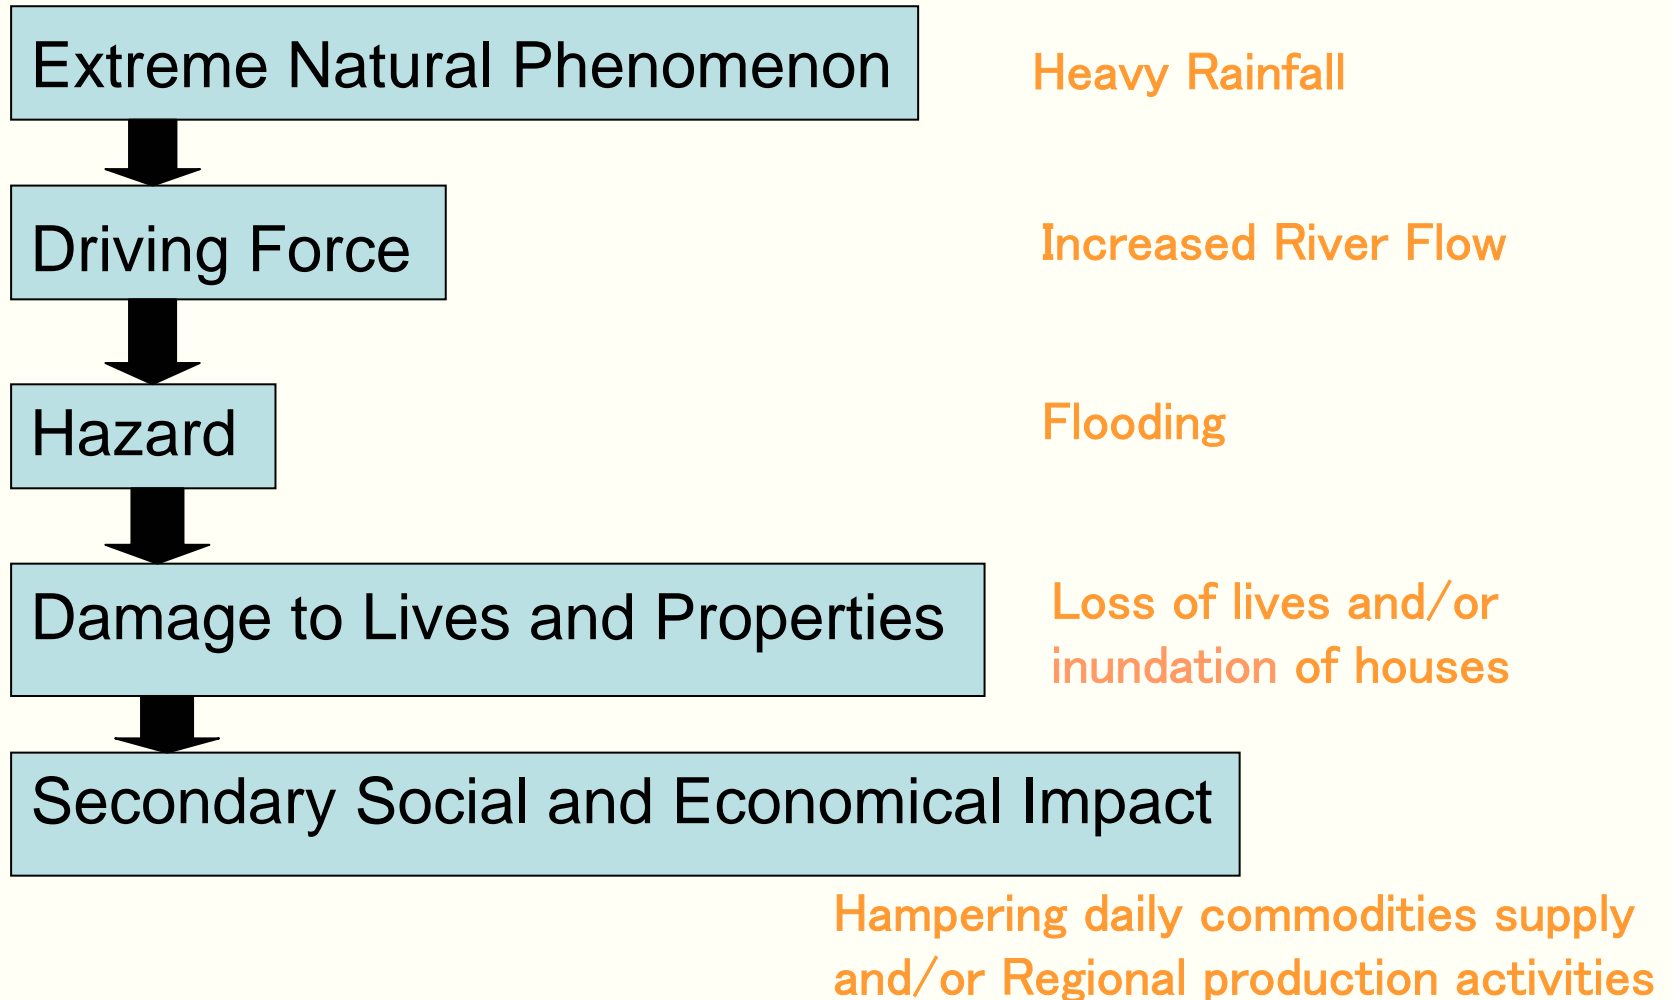 Extreme Natural Phenomenon
Heavy Rainfall
Driving Force
Increased River Flow
Hazard
Flooding
Damage to Lives and Properties
Loss of lives and/or
inundation of houses
Secondary Social and Economical Impact
Hampering daily commodities supply
and/or Regional production activities